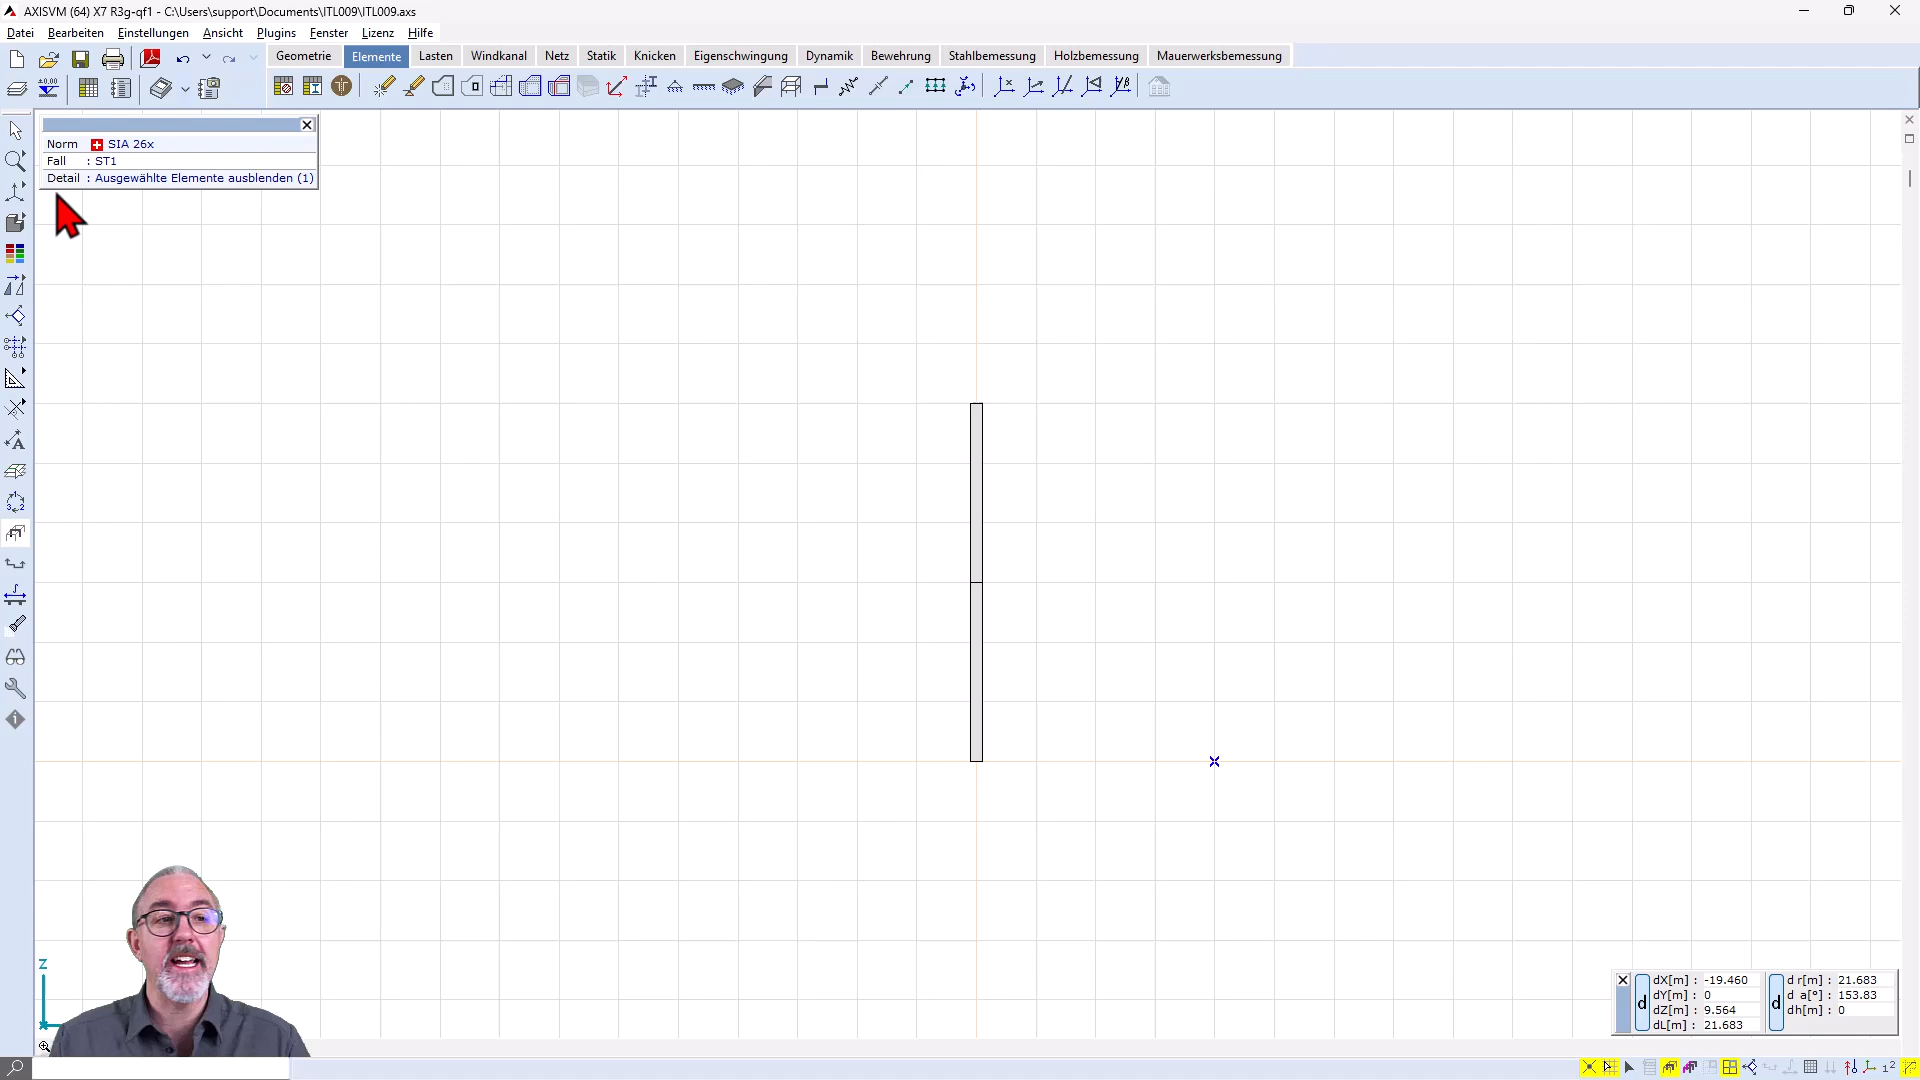 AXISVM (64) X7 R3g-qf1 - C:\Users\support\Documents\ITL009\ITL009.axs
Datei Bearbeiten Einstellungen Ansicht Plugins Fenster Lizenz Hilfe
Geometrie Elemente Lasten Windkanal Netz Statik Knicken Eigenschwingung Dynamik Bewehrung Stahlbemessung Holzbemessung Mauerwerksbemessung
Norm SIA 26x
Fall : ST1
Detail : Ausgewählte Elemente ausblenden (1)
Z
d dX[m] : -19.460 d d r[m] : 21.683
dY[m] : 0 d a[°] : 153.83
dZ[m] : 9.564 dh[m] : 0
dL[m] : 21.683